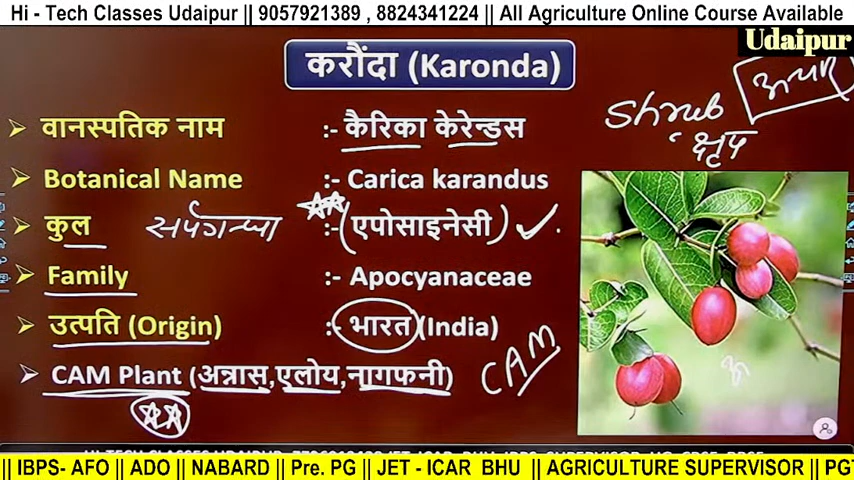 Hi - Tech Classes Udaipur || 9057921389 , 8824341224 || All Agriculture Online Course Available
Udaipur
करौंदा (Karonda)
Shrub
क्षुप
अचार
➤ वानस्पतिक नाम :- कैरिका केरेन्डस
➤ Botanical Name :- Carica karandus
➤ कुल सर्पगन्धा :- (एपोसाइनेसी) ✓
➤ Family :- Apocyanaceae
➤ उत्पति (Origin) :- भारत (India)
➤ CAM Plant (अन्नास,एलोय,नागफनी) CAM
|| IBPS- AFO || ADO || NABARD || Pre. PG || JET - ICAR BHU || AGRICULTURE SUPERVISOR || PG